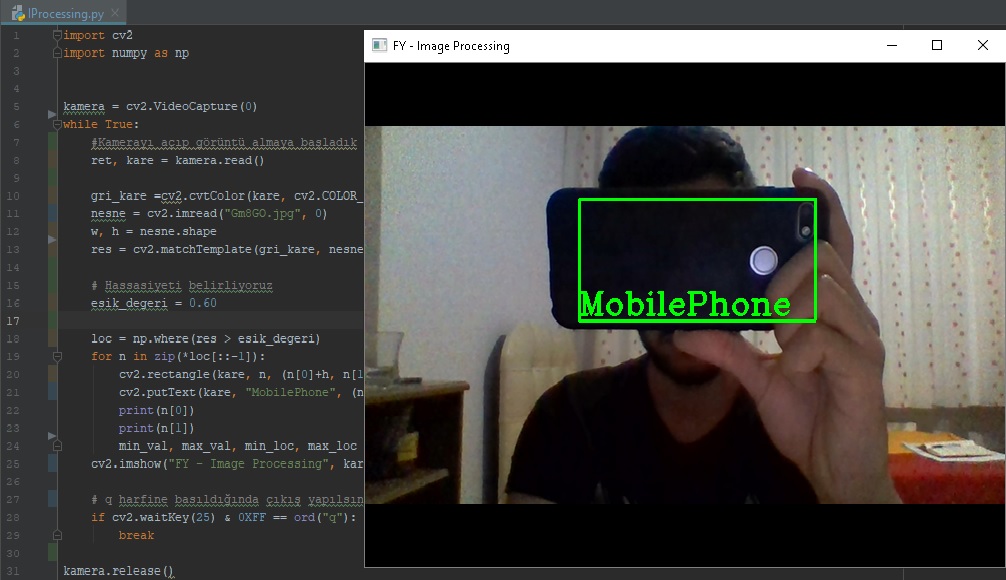 IProcessing.py
1 import cv2
2 import numpy as np
3
4
5 kamera = cv2.VideoCapture(0)
6 while True:
7 #Kamerayı açıp görüntü almaya başladık
8 ret, kare = kamera.read()
9
10 gri_kare =cv2.cvtColor(kare, cv2.COLOR_
11 nesne = cv2.imread("Gm8GO.jpg", 0)
12 w, h = nesne.shape
13 res = cv2.matchTemplate(gri_kare, nesne
14
15 # Hassasiyeti belirliyoruz
16 esik_degeri = 0.60
17
18 loc = np.where(res > esik_degeri)
19 for n in zip(*loc[::-1]):
20 cv2.rectangle(kare, n, (n[0]+h, n[1
21 cv2.putText(kare, "MobilePhone", (n
22 print(n[0])
23 print(n[1])
24 min_val, max_val, min_loc, max_loc
25 cv2.imshow("FY - Image Processing", kar
26
27 # q harfine basıldığında çıkış yapılsın
28 if cv2.waitKey(25) & 0XFF == ord("q"):
29 break
30
31 kamera.release()
FY - Image Processing
MobilePhone